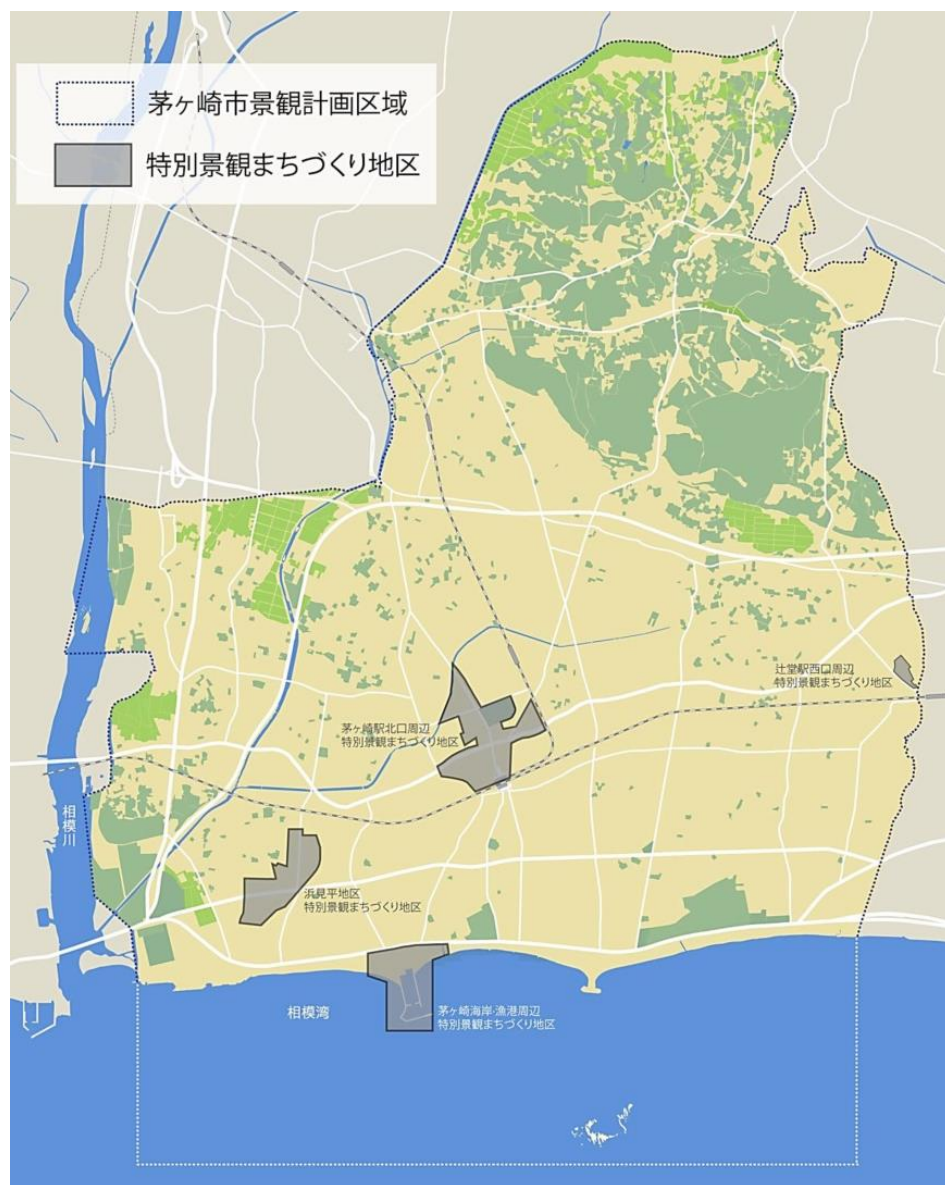 茅ヶ崎市景観計画区域
特別景観まちづくり地区
辻堂駅西口周辺
特別景観まちづくり地区
茅ヶ崎駅北口周辺
特別景観まちづくり地区
相模川
浜見平地区
特別景観まちづくり地区
相模湾
茅ヶ崎海岸・漁港周辺
特別景観まちづくり地区